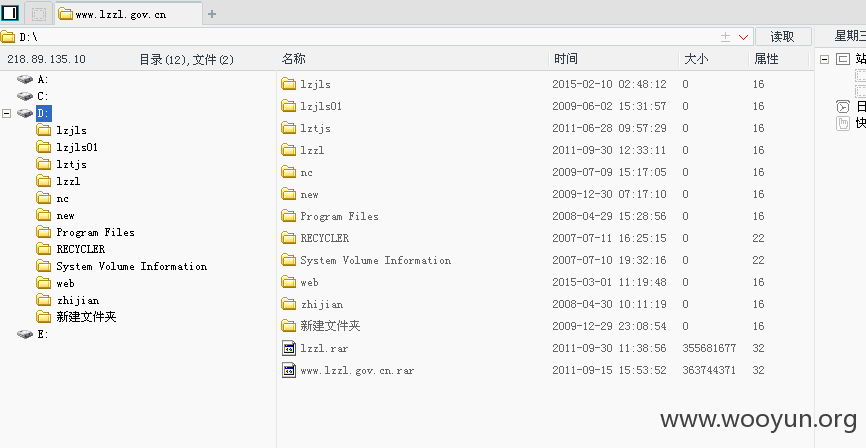 www.lzzl.gov.cn
D:\ 读取 星期三
218.89.135.10 目录(12),文件(2) 名称 时间 大小 属性
A:
C:
D:
lzjls
lzjls01
lztjs
lzzl
nc
new
Program Files
RECYCLER
System Volume Information
web
zhijian
新建文件夹
E:
lzjls 2015-02-10 02:48:12 0 16
lzjls01 2009-06-02 15:31:57 0 16
lztjs 2011-06-28 09:57:29 0 16
lzzl 2011-09-30 12:33:11 0 16
nc 2009-07-09 15:17:05 0 16
new 2009-12-30 07:17:10 0 16
Program Files 2008-04-29 15:28:56 0 16
RECYCLER 2007-07-11 16:25:15 0 22
System Volume Information 2007-07-10 19:32:16 0 22
web 2015-03-01 11:19:48 0 16
zhijian 2008-04-30 10:11:19 0 16
新建文件夹 2009-12-29 23:08:54 0 16
lzzl.rar 2011-09-30 11:38:56 355681677 32
www.lzzl.gov.cn.rar 2011-09-15 15:53:52 363744371 32
站
日
快
www.wooyun.org